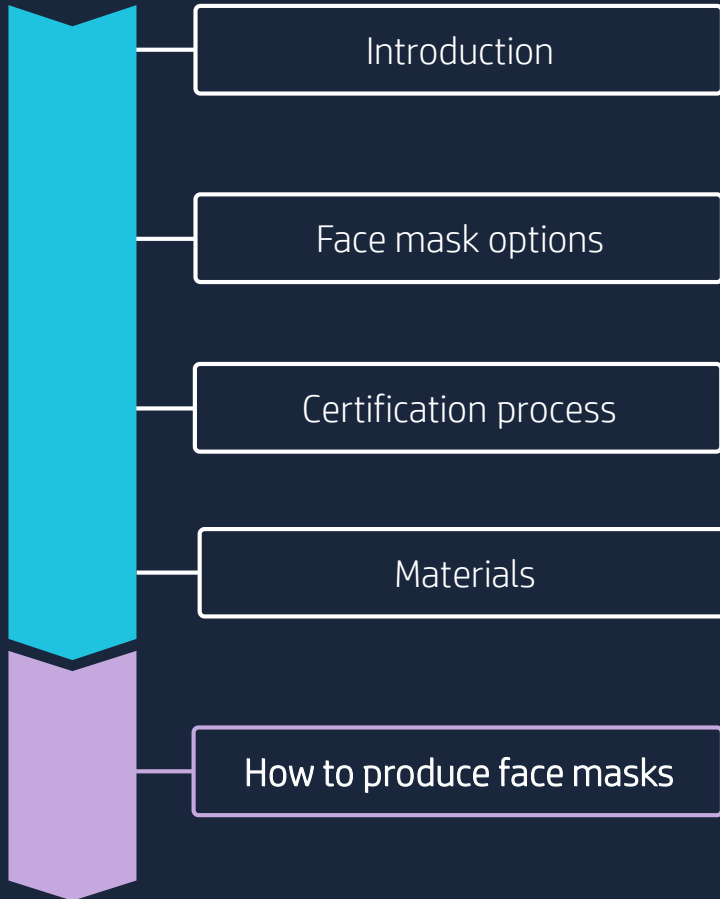 Introduction
Face mask options
Certification process
Materials
How to produce face masks